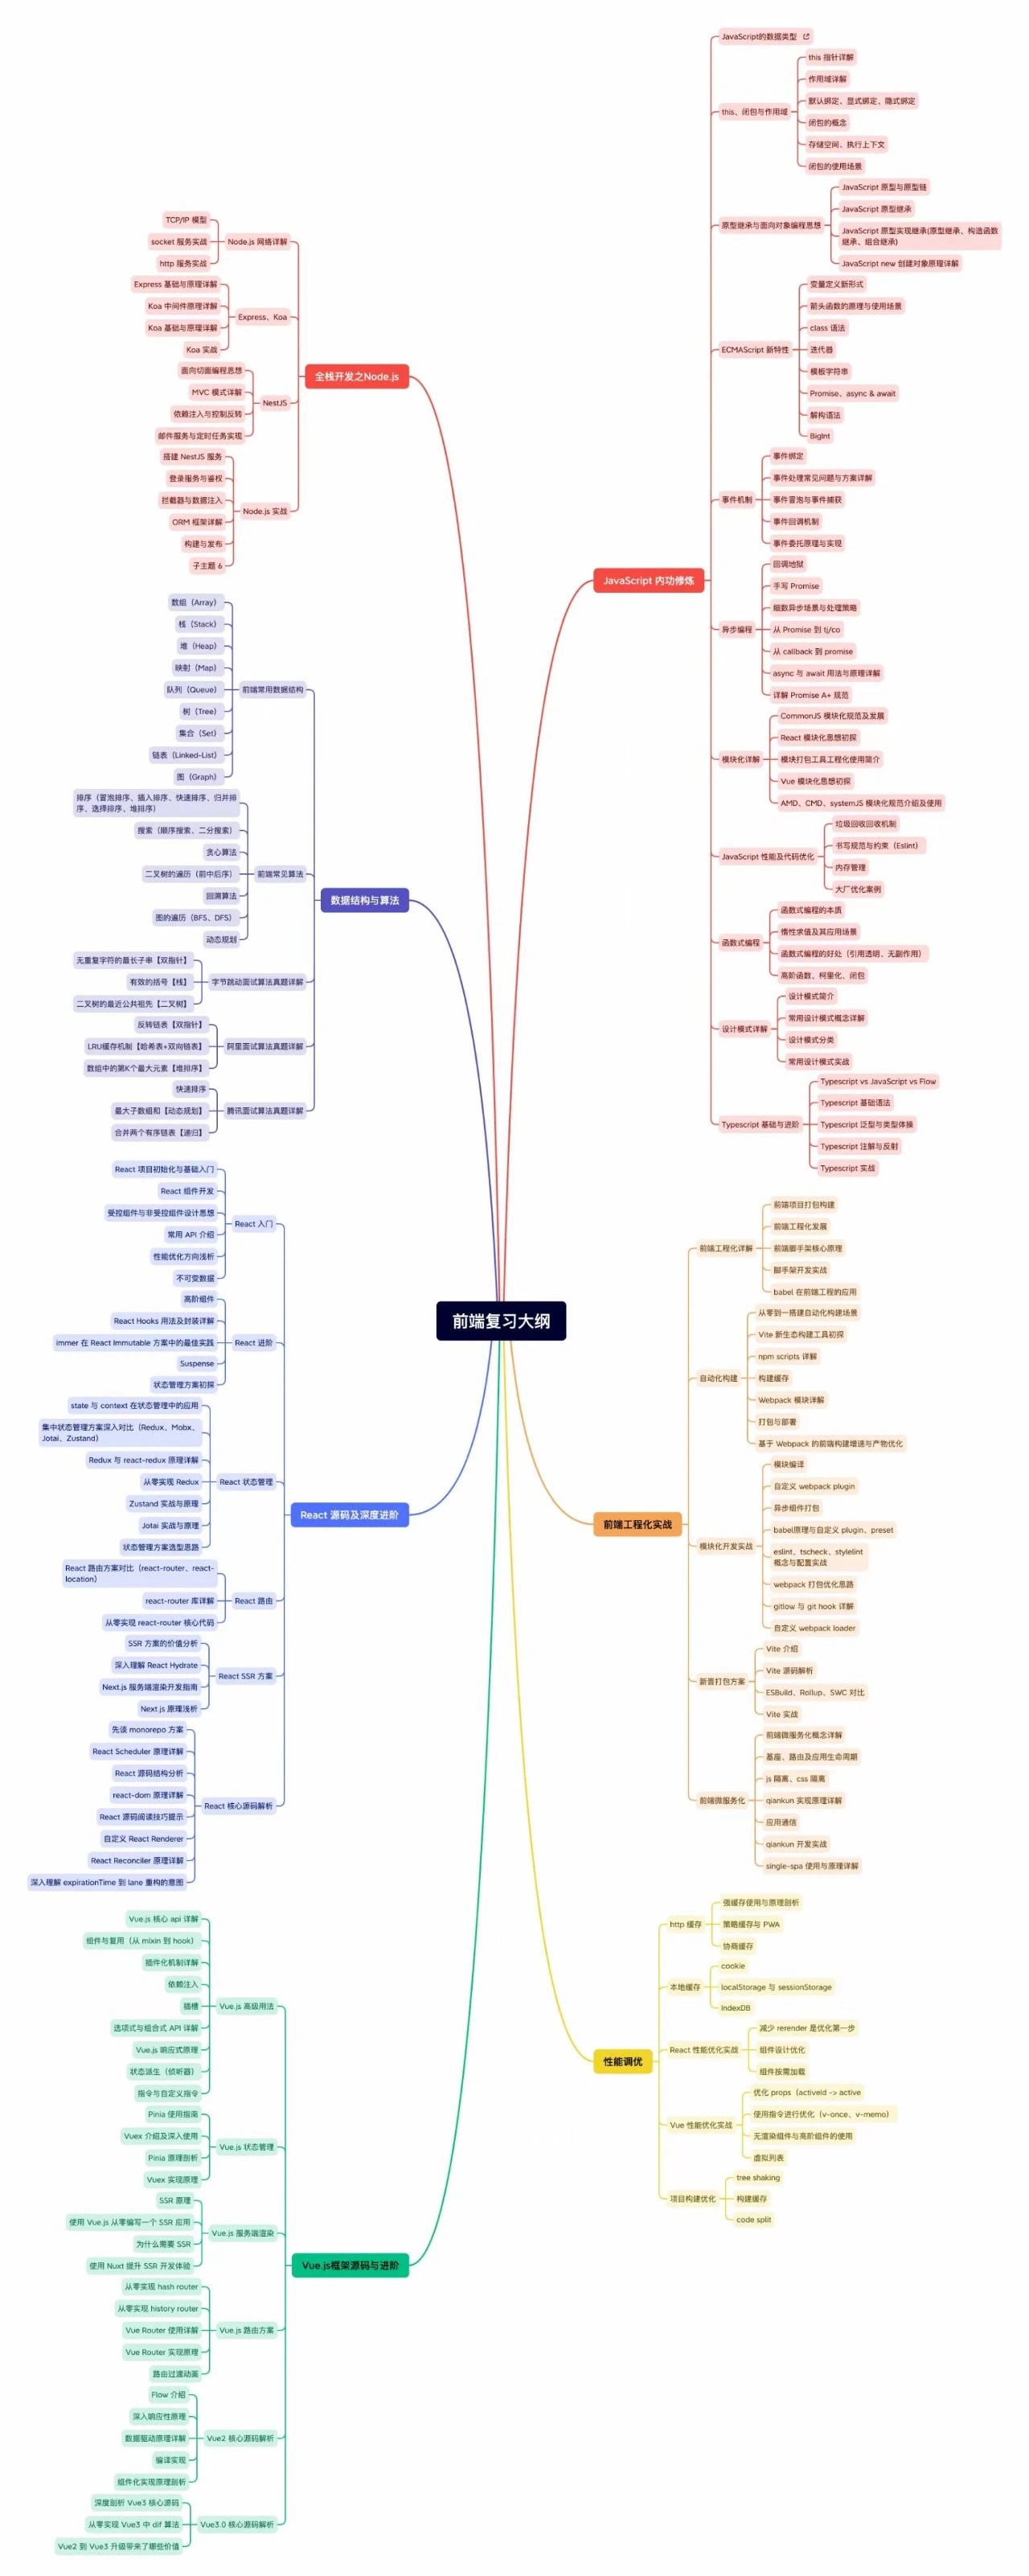 前端复习大纲
JavaScript 内功修炼
JavaScript的数据类型
this、闭包与作用域
this 指针详解
作用域详解
默认绑定、显式绑定、隐式绑定
闭包的概念
存储空间、执行上下文
闭包的使用场景
原型继承与面向对象编程思想
JavaScript 原型与原型链
JavaScript 原型继承
JavaScript 原型实现继承(原型继承、构造函数
继承、组合继承)
JavaScript new 创建对象原理详解
ECMAScript 新特性
变量定义新形式
箭头函数的原理与使用场景
class 语法
迭代器
模板字符串
Promise、async & await
解构语法
BigInt
事件机制
事件绑定
事件处理常见问题与方案详解
事件冒泡与事件捕获
事件回调机制
事件委托原理与实现
异步编程
回调地狱
手写 Promise
细数异步场景与处理策略
从 Promise 到 tj/co
从 callback 到 promise
async 与 await 用法与原理详解
详解 Promise A+ 规范
模块化详解
CommonJS 模块化规范及发展
React 模块化思想初探
模块打包工具工程化使用简介
Vue 模块化思想初探
AMD、CMD、systemJS 模块化规范介绍及使用
JavaScript 性能及代码优化
垃圾回收回收机制
书写规范与约束（Eslint）
内存管理
大厂优化案例
函数式编程
函数式编程的本质
惰性求值及其应用场景
函数式编程的好处（引用透明、无副作用）
高阶函数、柯里化、闭包
设计模式详解
设计模式简介
常用设计模式概念详解
设计模式分类
常用设计模式实战
Typescript 基础与进阶
Typescript vs JavaScript vs Flow
Typescript 基础语法
Typescript 泛型与类型体操
Typescript 注解与反射
Typescript 实战
前端工程化实战
前端工程化详解
前端项目打包构建
前端工程化发展
前端脚手架核心原理
脚手架开发实战
babel 在前端工程的应用
自动化构建
从零到一搭建自动化构建场景
Vite 新生态构建工具初探
npm scripts 详解
构建缓存
Webpack 模块详解
打包与部署
基于 Webpack 的前端构建增速与产物优化
模块化开发实战
模块编译
自定义 webpack plugin
异步组件打包
babel原理与自定义 plugin、preset
eslint、tscheck、stylelint
概念与配置实战
webpack 打包优化思路
gitlow 与 git hook 详解
自定义 webpack loader
新晋打包方案
Vite 介绍
Vite 源码解析
ESBuild、Rollup、SWC 对比
Vite 实战
前端微服务化
前端微服务化概念详解
基座、路由及应用生命周期
js 隔离、css 隔离
qiankun 实现原理详解
应用通信
qiankun 开发实战
single-spa 使用与原理详解
性能调优
http 缓存
强缓存使用与原理剖析
策略缓存与 PWA
协商缓存
本地缓存
cookie
localStorage 与 sessionStorage
IndexDB
React 性能优化实战
减少 rerender 是优化第一步
组件设计优化
组件按需加载
Vue 性能优化实战
优化 props（activeId -> active
使用指令进行优化（v-once、v-memo）
无渲染组件与高阶组件的使用
虚拟列表
项目构建优化
tree shaking
构建缓存
code split
全栈开发之Node.js
Node.js 网络详解
TCP/IP 模型
socket 服务实战
http 服务实战
Express、Koa
Express 基础与原理详解
Koa 中间件原理详解
Koa 基础与原理详解
Koa 实战
NestJS
面向切面编程思想
MVC 模式详解
依赖注入与控制反转
邮件服务与定时任务实现
Node.js 实战
搭建 NestJS 服务
登录服务与鉴权
拦截器与数据注入
ORM 框架详解
构建与发布
子主题 6
数据结构与算法
前端常用数据结构
数组（Array）
栈（Stack）
堆（Heap）
映射（Map）
队列（Queue）
树（Tree）
集合（Set）
链表（Linked-List）
图（Graph）
前端常见算法
排序（冒泡排序、插入排序、快速排序、归并排
序、选择排序、堆排序）
搜索（顺序搜索、二分搜索）
贪心算法
二叉树的遍历（前中后序）
回溯算法
图的遍历（BFS、DFS）
动态规划
字节跳动面试算法真题详解
无重复字符的最长子串【双指针】
有效的括号【栈】
二叉树的最近公共祖先【二叉树】
阿里面试算法真题详解
反转链表【双指针】
LRU缓存机制【哈希表+双向链表】
数组中的第K个最大元素【堆排序】
腾讯面试算法真题详解
快速排序
最大子数组和【动态规划】
合并两个有序链表【递归】
React 源码及深度进阶
React 入门
React 项目初始化与基础入门
React 组件开发
受控组件与非受控组件设计思想
常用 API 介绍
性能优化方向浅析
不可变数据
React 进阶
高阶组件
React Hooks 用法及封装详解
immer 在 React Immutable 方案中的最佳实践
Suspense
状态管理方案初探
React 状态管理
state 与 context 在状态管理中的应用
集中状态管理方案深入对比（Redux、Mobx、
Jotai、Zustand）
Redux 与 react-redux 原理详解
从零实现 Redux
Zustand 实战与原理
Jotai 实战与原理
状态管理方案选型思路
React 路由
React 路由方案对比（react-router、react-
location）
react-router 库详解
从零实现 react-router 核心代码
React SSR 方案
SSR 方案的价值分析
深入理解 React Hydrate
Next.js 服务端渲染开发指南
Next.js 原理浅析
React 核心源码解析
先谈 monorepo 方案
React Scheduler 原理详解
React 源码结构分析
react-dom 原理详解
React 源码阅读技巧提示
自定义 React Renderer
React Reconciler 原理详解
深入理解 expirationTime 到 lane 重构的意图
Vue.js框架源码与进阶
Vue.js 高级用法
Vue.js 核心 api 详解
组件与复用（从 mixin 到 hook）
插件化机制详解
依赖注入
插槽
选项式与组合式 API 详解
Vue.js 响应式原理
状态派生（侦听器）
指令与自定义指令
Vue.js 状态管理
Pinia 使用指南
Vuex 介绍及深入使用
Pinia 原理剖析
Vuex 实现原理
Vue.js 服务端渲染
SSR 原理
使用 Vue.js 从零编写一个 SSR 应用
为什么需要 SSR
使用 Nuxt 提升 SSR 开发体验
Vue.js 路由方案
从零实现 hash router
从零实现 history router
Vue Router 使用详解
Vue Router 实现原理
路由过渡动画
Vue2 核心源码解析
Flow 介绍
深入响应性原理
数据驱动原理详解
编译实现
组件化实现原理剖析
Vue3.0 核心源码解析
深度剖析 Vue3 核心源码
从零实现 Vue3 中 dif 算法
Vue2 到 Vue3 升级带来了哪些价值